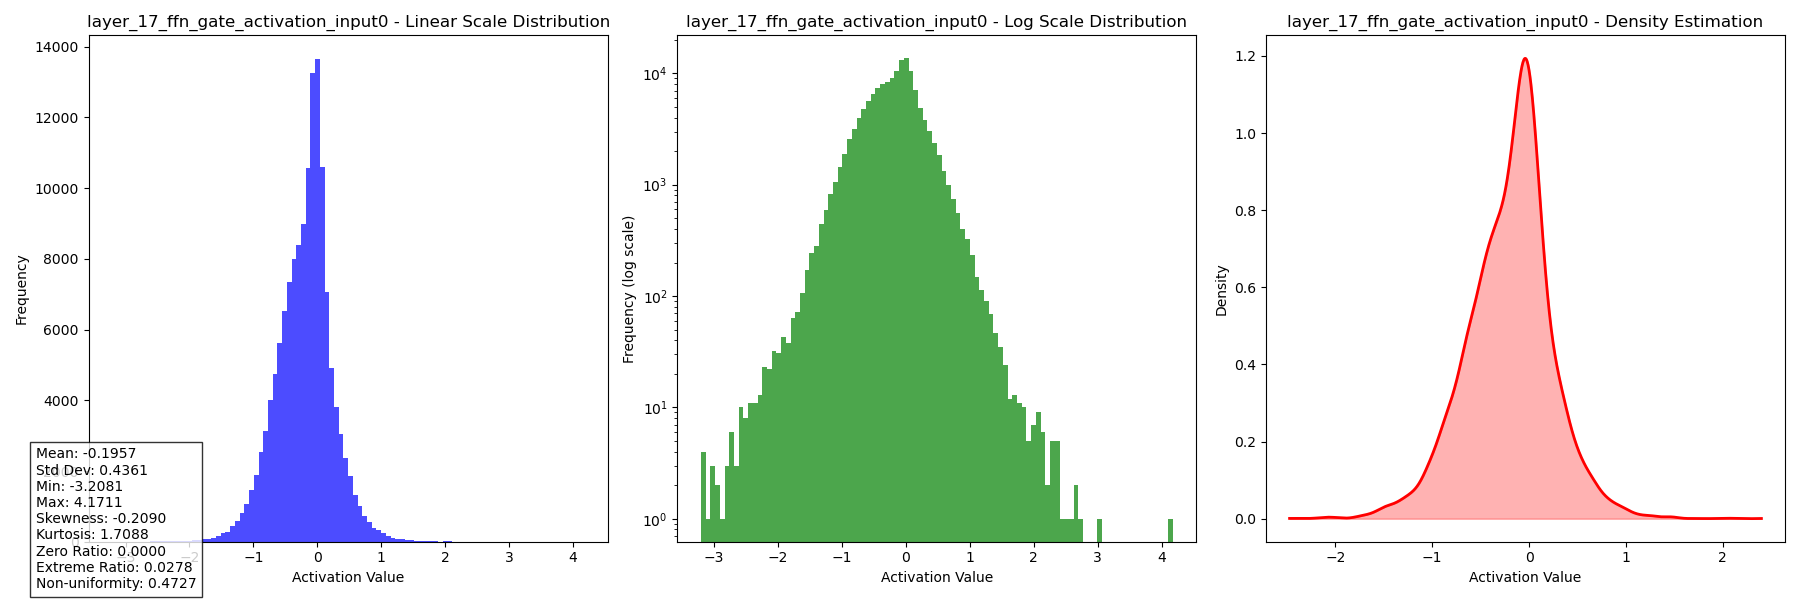 layer_17_ffn_gate_activation_input0 - Linear Scale Distribution
14000
12000
10000
8000
6000
4000
Frequency
−2
−1
0
1
2
3
4
Activation Value
Mean: -0.1957
Std Dev: 0.4361
Min: -3.2081
Max: 4.1711
Skewness: -0.2090
Kurtosis: 1.7088
Zero Ratio: 0.0000
Extreme Ratio: 0.0278
Non-uniformity: 0.4727
layer_17_ffn_gate_activation_input0 - Log Scale Distribution
10⁴
10³
10²
10¹
10⁰
Frequency (log scale)
−3
−2
−1
0
1
2
3
4
Activation Value
layer_17_ffn_gate_activation_input0 - Density Estimation
1.2
1.0
0.8
0.6
0.4
0.2
0.0
Density
−2
−1
0
1
2
Activation Value